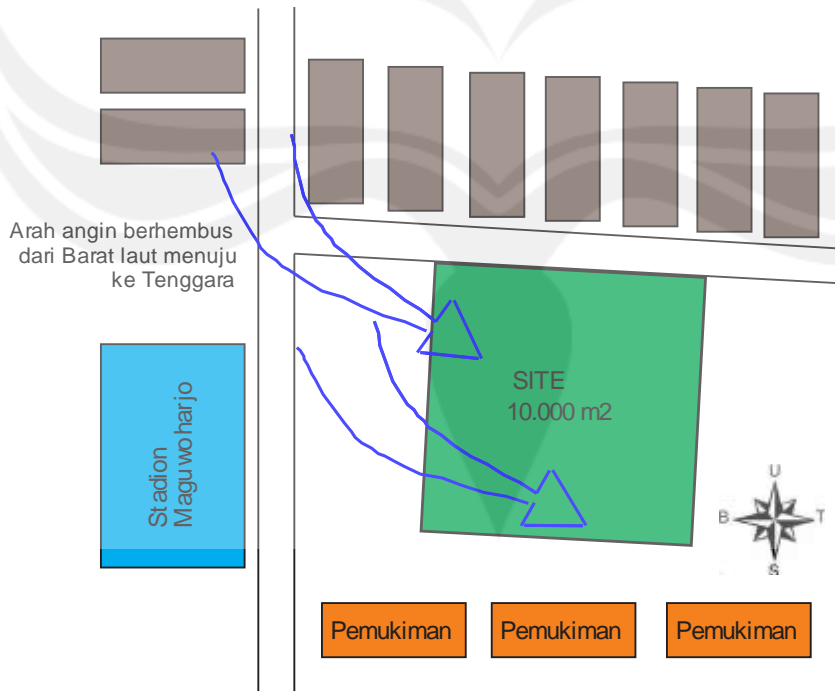 Arah angin berhembus
dari Barat laut menuju
ke Tenggara
Stadion
Maguwoharjo
SITE
10.000 m2
U
B
T
S
Pemukiman
Pemukiman
Pemukiman